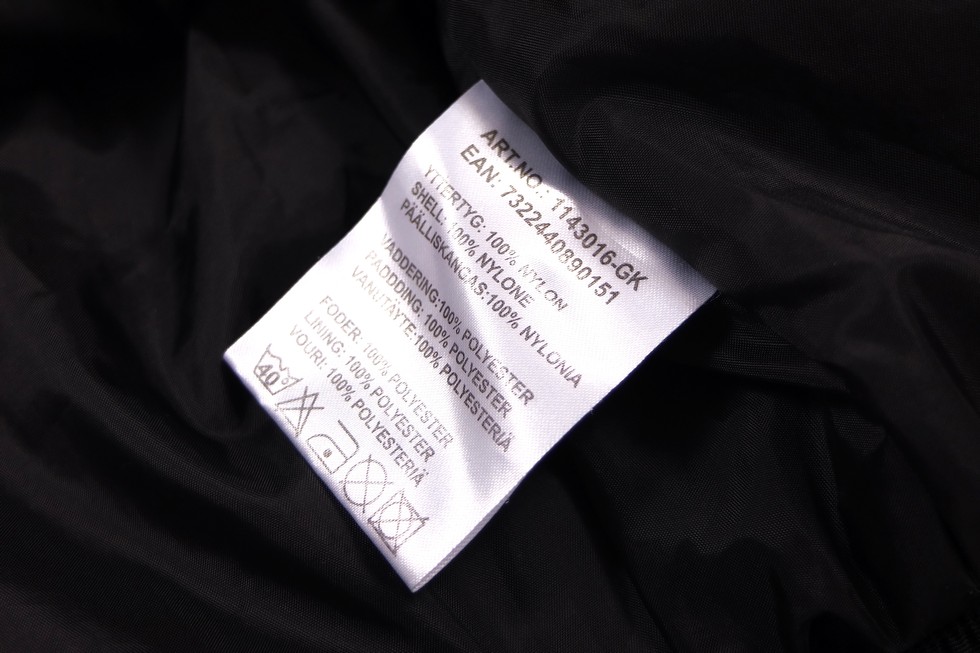 ART.NO.: 1143016-GK
EAN: 7322440890151
YTTERTYG: 100% NYLON
SHELL: 100% NYLONE
PÄÄLLISKANGAS:100% NYLONIA
VADDERING:100% POLYESTER
PADDDING: 100% POLYESTER
VANUTÄYTE:100% POLYESTERIÄ
FODER: 100% POLYESTER
LINING: 100% POLYESTER
VOURI: 100% POLYESTERIÄ
40